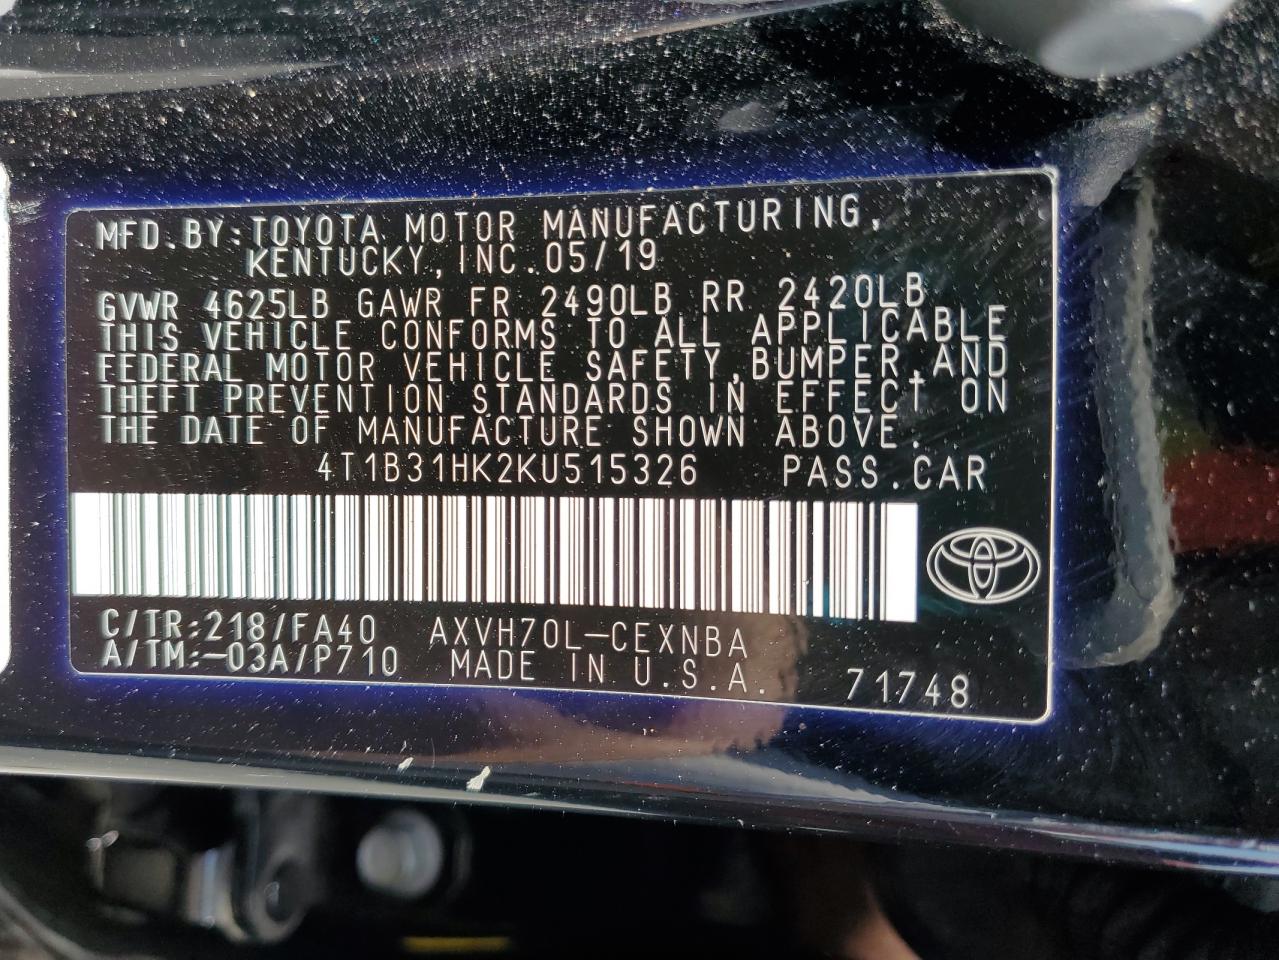 MFD.BY:TOYOTA MOTOR MANUFACTURING,
KENTUCKY,INC.05/19
GVWR 4625LB GAWR FR 2490LB RR 2420LB
THIS VEHICLE CONFORMS TO ALL APPLICABLE
FEDERAL MOTOR VEHICLE SAFETY,BUMPER,AND
THEFT PREVENTION STANDARDS IN EFFECT ON
THE DATE OF MANUFACTURE SHOWN ABOVE.
4T1B31HK2KU515326 PASS.CAR
C/TR:218/FA40 AXVH70L-CEXNBA
A/TM:-03A/P710 MADE IN U.S.A. 71748